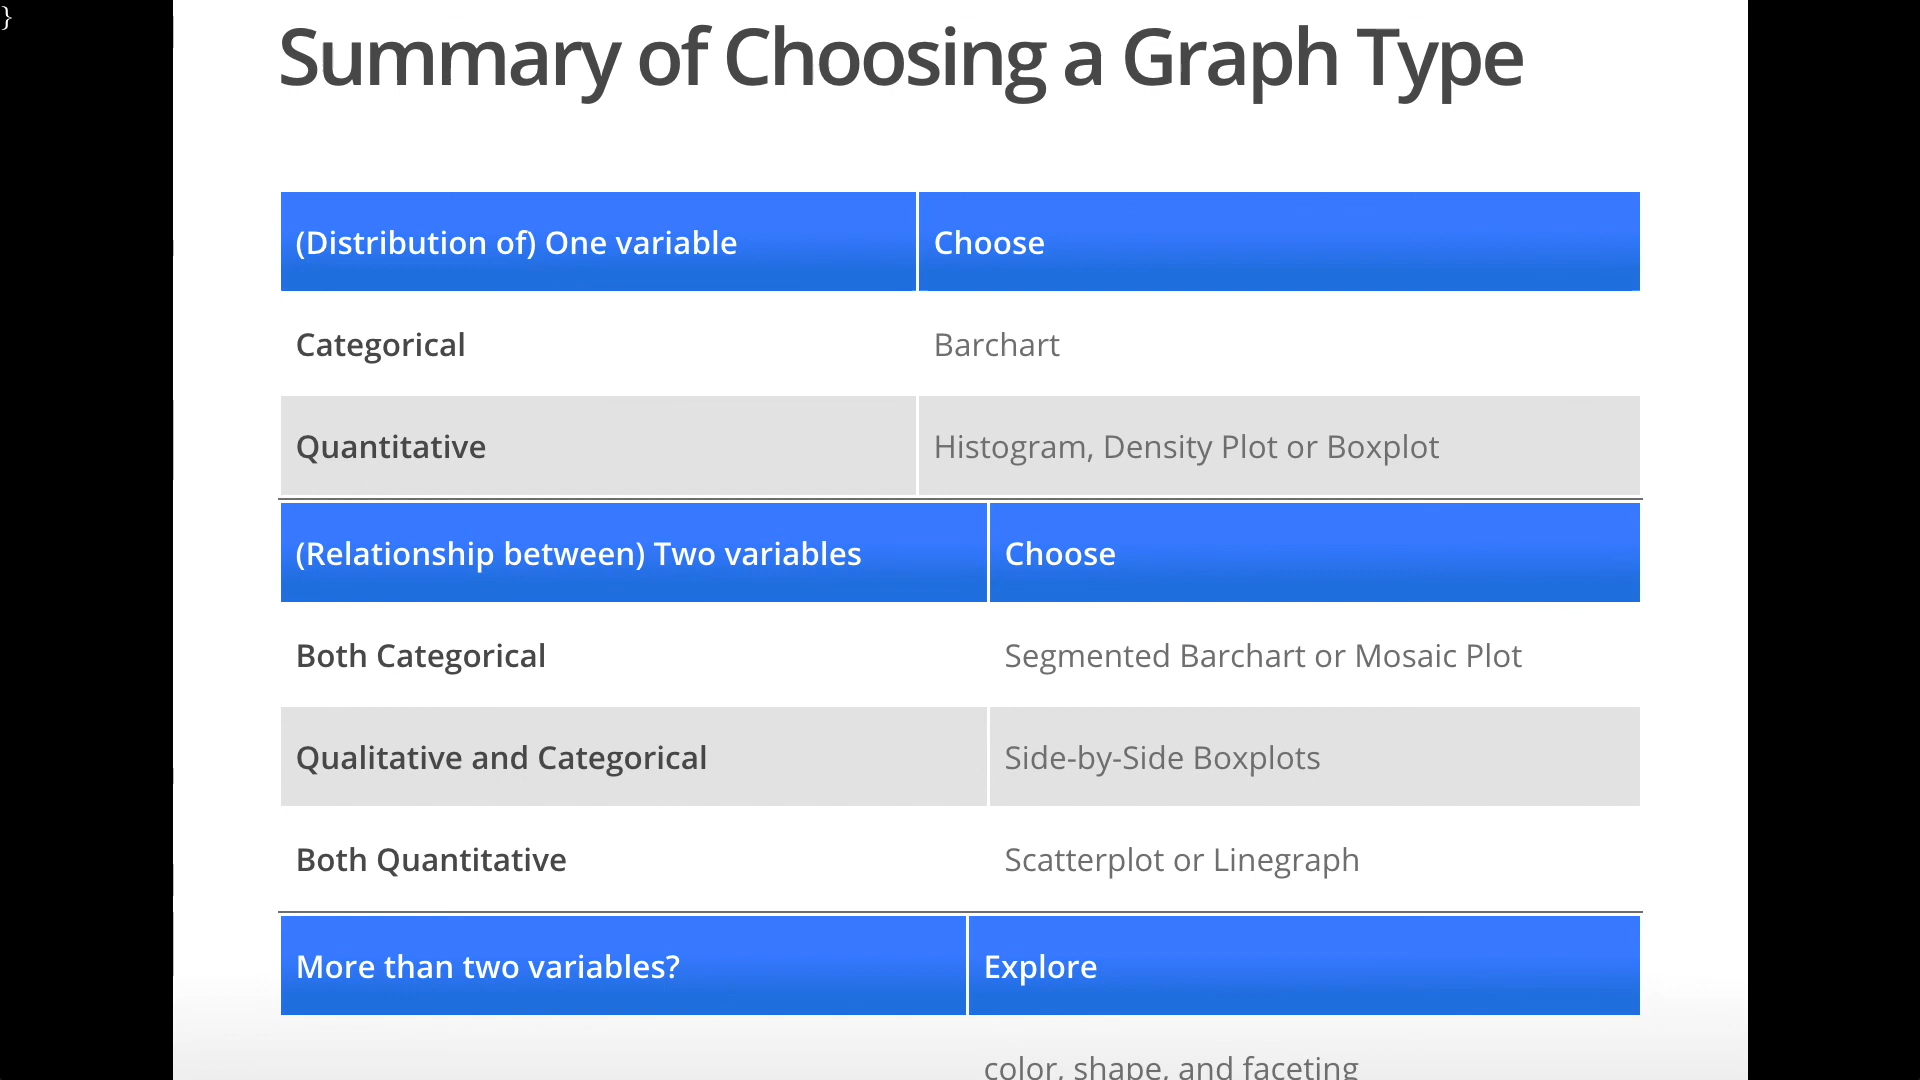 }
Summary of Choosing a Graph Type
(Distribution of) One variable Choose
Categorical Barchart
Quantitative Histogram, Density Plot or Boxplot
(Relationship between) Two variables Choose
Both Categorical Segmented Barchart or Mosaic Plot
Qualitative and Categorical Side-by-Side Boxplots
Both Quantitative Scatterplot or Linegraph
More than two variables? Explore
color, shape, and faceting